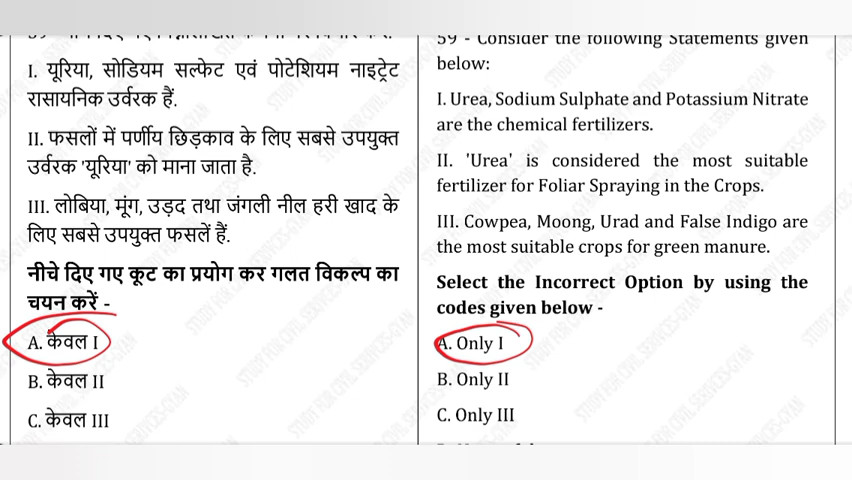 I. यूरिया, सोडियम सल्फेट एवं पोटेशियम नाइट्रेट
रासायनिक उर्वरक हैं.
II. फसलों में पर्णीय छिड़काव के लिए सबसे उपयुक्त
उर्वरक 'यूरिया' को माना जाता है.
III. लोबिया, मूंग, उड़द तथा जंगली नील हरी खाद के
लिए सबसे उपयुक्त फसलें हैं.
नीचे दिए गए कूट का प्रयोग कर गलत विकल्प का
चयन करें -
A. केवल I
B. केवल II
C. केवल III
59 - Consider the following Statements given
below:
I. Urea, Sodium Sulphate and Potassium Nitrate
are the chemical fertilizers.
II. 'Urea' is considered the most suitable
fertilizer for Foliar Spraying in the Crops.
III. Cowpea, Moong, Urad and False Indigo are
the most suitable crops for green manure.
Select the Incorrect Option by using the
codes given below -
A. Only I
B. Only II
C. Only III